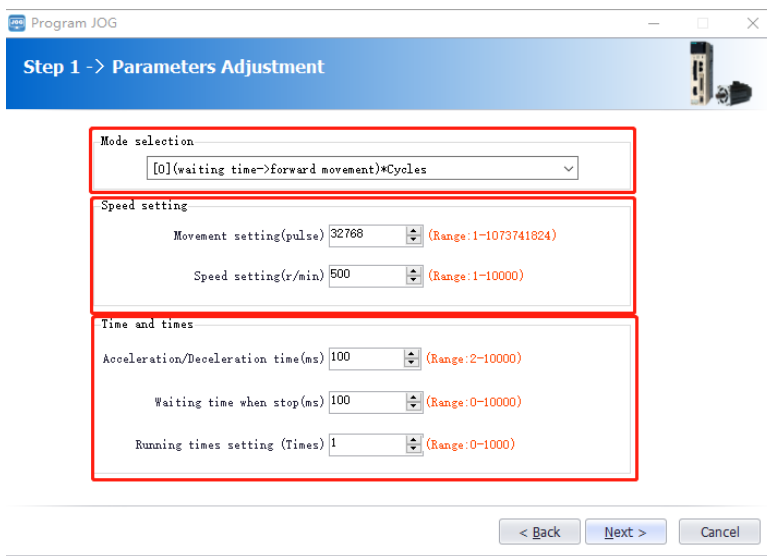 Program JOG
Step 1 -> Parameters Adjustment
Mode selection
[0](waiting time->forward movement)*Cycles
Speed setting
Movement setting(pulse) 32768 (Range:1-1073741824)
Speed setting(r/min) 500 (Range:1-10000)
Time and times
Acceleration/Deceleration time(ms) 100 (Range:2-10000)
Waiting time when stop(ms) 100 (Range:0-10000)
Running times setting (Times) 1 (Range:0-1000)
< Back Next > Cancel